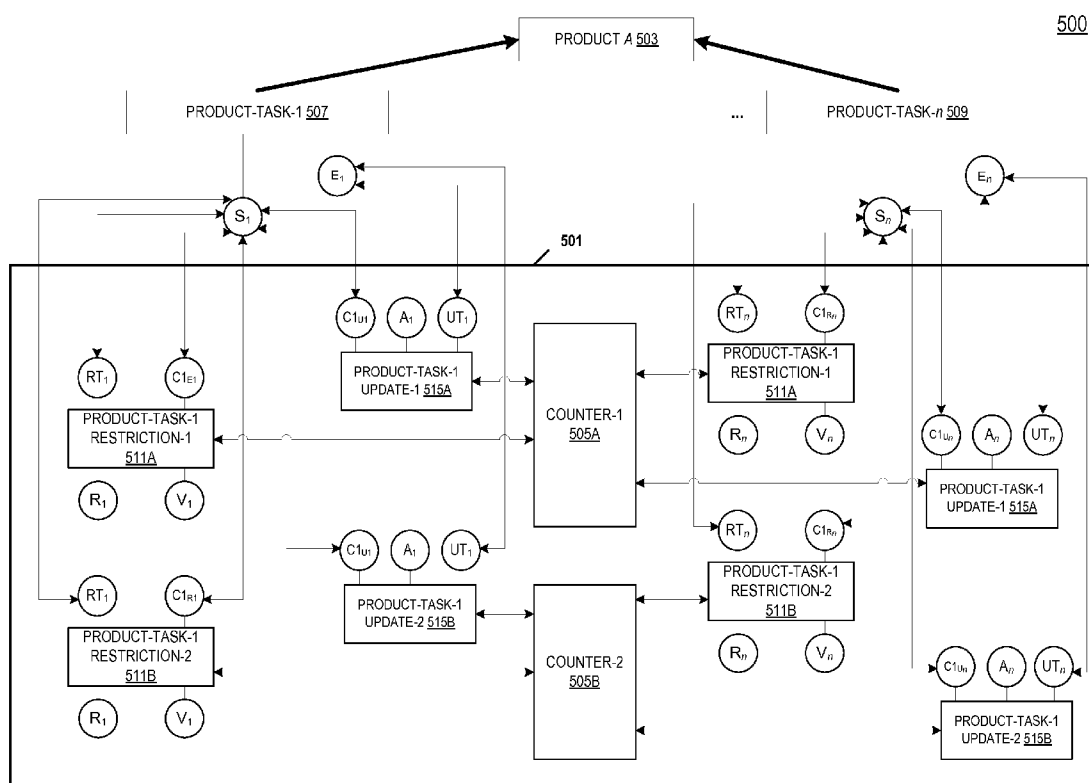 500
PRODUCT A 503
PRODUCT-TASK-1 507
...
PRODUCT-TASK-n 509
E1
En
S1
Sn
501
C1U1
A1
UT1
RTn
C1Rn
PRODUCT-TASK-1
UPDATE-1 515A
PRODUCT-TASK-1
RESTRICTION-1
511A
RT1
C1E1
COUNTER-1
505A
PRODUCT-TASK-1
RESTRICTION-1
511A
Rn
Vn
C1Un
An
UTn
R1
V1
PRODUCT-TASK-1
UPDATE-1 515A
C1U1
A1
UT1
RTn
C1Rn
RT1
C1R1
PRODUCT-TASK-1
UPDATE-2 515B
PRODUCT-TASK-1
RESTRICTION-2
511B
PRODUCT-TASK-1
RESTRICTION-2
511B
COUNTER-2
505B
Rn
Vn
C1Un
An
UTn
R1
V1
PRODUCT-TASK-1
UPDATE-2 515B